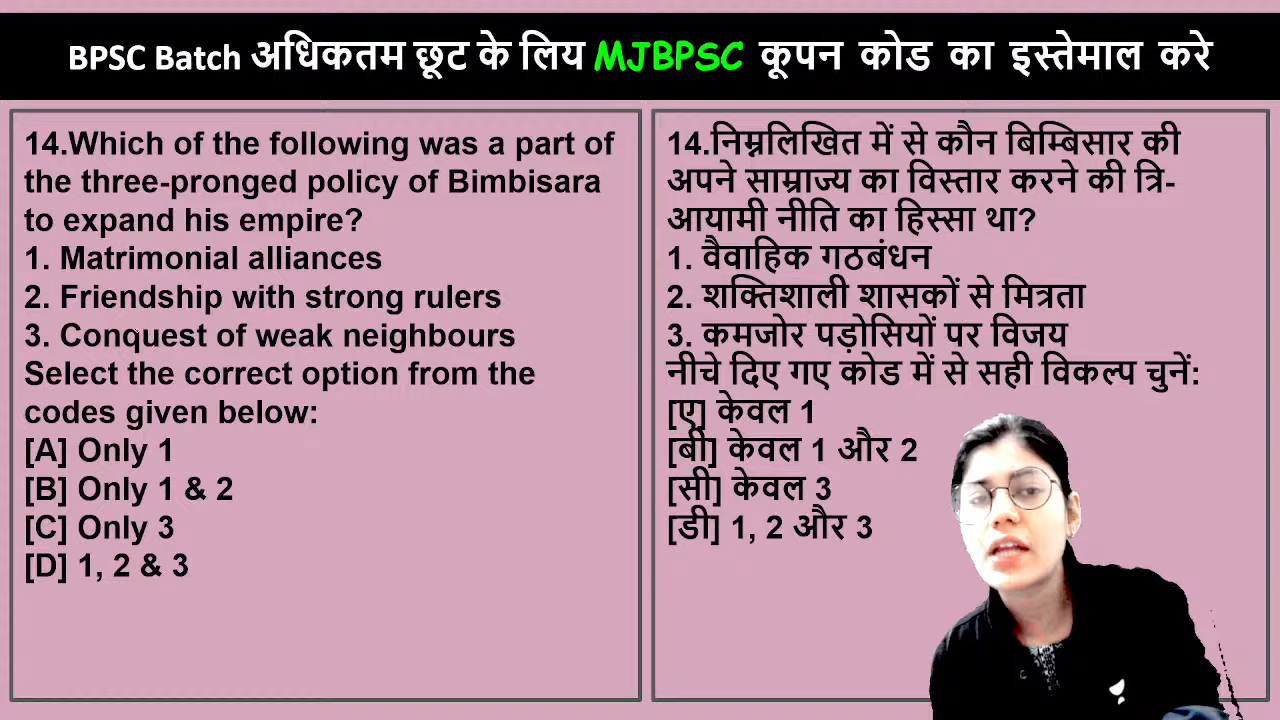 BPSC Batch अधिकतम छूट के लिय MJBPSC कूपन कोड का इस्तेमाल करे
14.Which of the following was a part of
the three-pronged policy of Bimbisara
to expand his empire?
1. Matrimonial alliances
2. Friendship with strong rulers
3. Conquest of weak neighbours
Select the correct option from the
codes given below:
[A] Only 1
[B] Only 1 & 2
[C] Only 3
[D] 1, 2 & 3
14.निम्नलिखित में से कौन बिम्बिसार की
अपने साम्राज्य का विस्तार करने की त्रि-
आयामी नीति का हिस्सा था?
1. वैवाहिक गठबंधन
2. शक्तिशाली शासकों से मित्रता
3. कमजोर पड़ोसियों पर विजय
नीचे दिए गए कोड में से सही विकल्प चुनें:
[ए] केवल 1
[बी] केवल 1 और 2
[सी] केवल 3
[डी] 1, 2 और 3